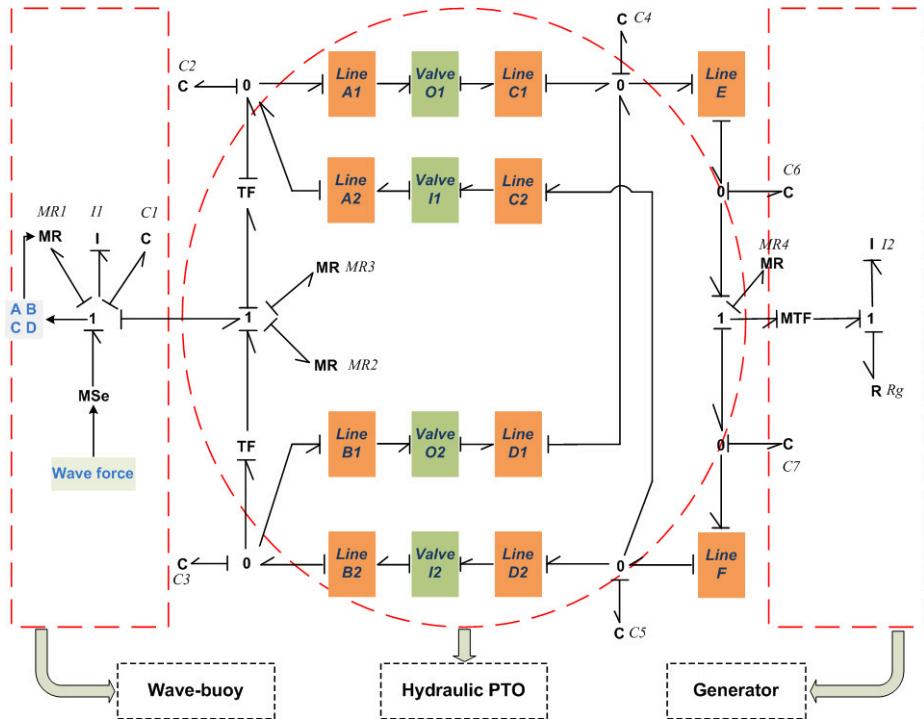 C4
C
C2
C
0
Line A1
Valve O1
Line C1
0
Line E
TF
Line A2
Valve I1
Line C2
0
C6
C
MR1
I1
C1
MR
I
C
MR MR3
MR4
MR
I I2
A B
C D
1
1
1
MTF
1
MR MR2
MSe
R Rg
Wave force
TF
Line B1
Valve O2
Line D1
0
C
C7
C
C3
0
Line B2
Valve I2
Line D2
0
Line F
C C5
Wave-buoy
Hydraulic PTO
Generator